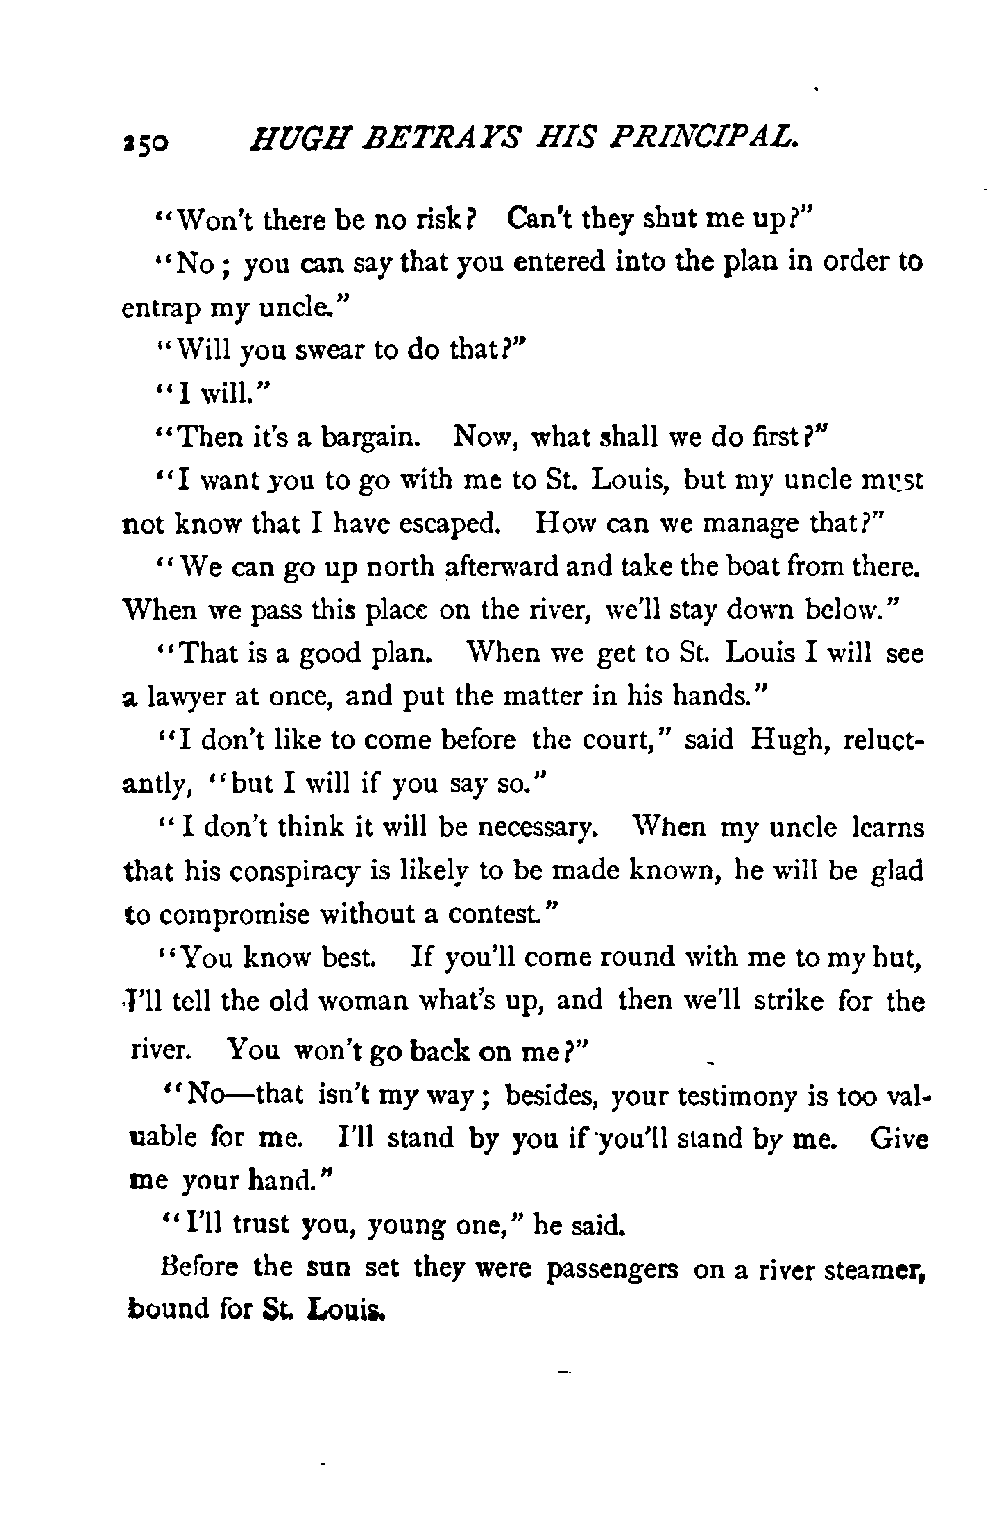 250 HUGH BETRAYS HIS PRINCIPAL.
"Won't there be no risk? Can't they shut me up?"
"No; you can say that you entered into the plan in order to
entrap my uncle."
"Will you swear to do that?"
"I will."
"Then it's a bargain. Now, what shall we do first?"
"I want you to go with me to St. Louis, but my uncle must
not know that I have escaped. How can we manage that?"
"We can go up north afterward and take the boat from there.
When we pass this place on the river, we'll stay down below."
"That is a good plan. When we get to St. Louis I will see
a lawyer at once, and put the matter in his hands."
"I don't like to come before the court," said Hugh, reluct-
antly, "but I will if you say so."
"I don't think it will be necessary. When my uncle learns
that his conspiracy is likely to be made known, he will be glad
to compromise without a contest."
"You know best. If you'll come round with me to my hut,
I'll tell the old woman what's up, and then we'll strike for the
river. You won't go back on me?"
"No—that isn't my way; besides, your testimony is too val-
uable for me. I'll stand by you if you'll stand by me. Give
me your hand."
"I'll trust you, young one," he said.
Before the sun set they were passengers on a river steamer,
bound for St. Louis.